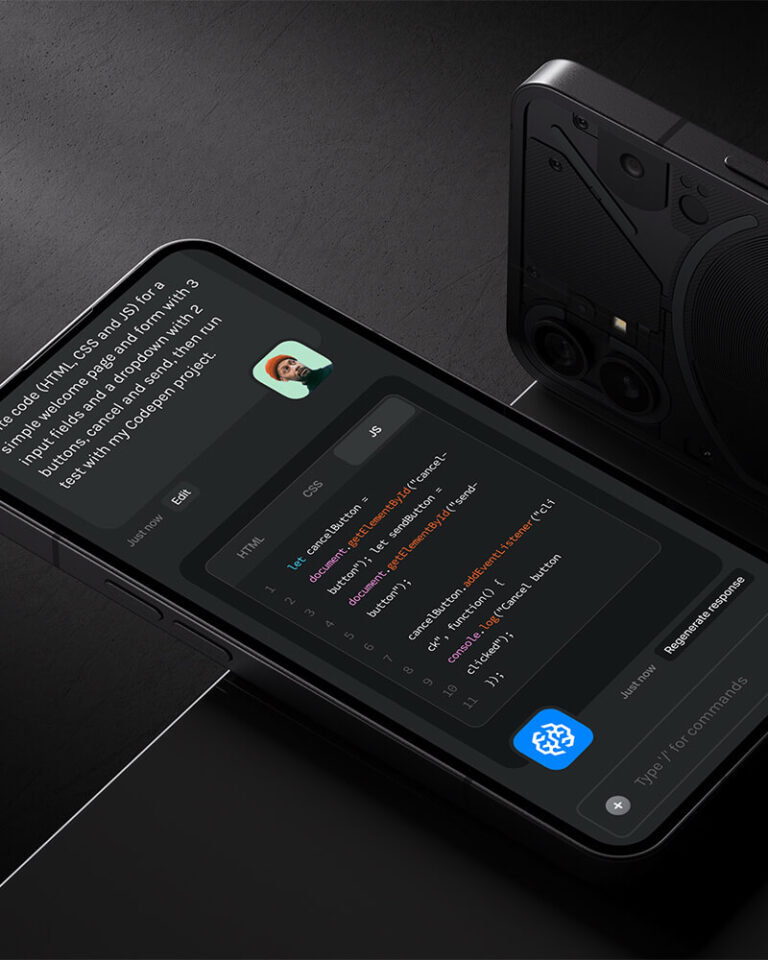 te code (HTML, CSS and JS) for a
simple welcome page and form with 3
input fields and a dropdown with 2
buttons, cancel and send, then run
test with my Codepen project.
Just now Edit
HTML CSS JS
1 let cancelButton =
2 document.getElementById("cancel-
3 button"); let sendButton =
4 document.getElementById("send-
5 button");
6
7 cancelButton.addEventListener("cli
8 ck", function() {
9 console.log("Cancel button
10 clicked");
11 });
Just now Regenerate response
Type '/' for commands